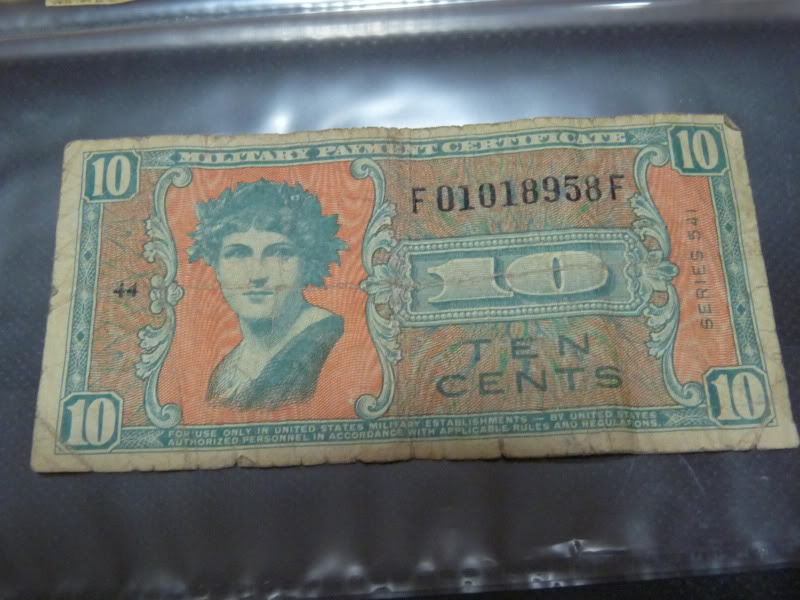 10 MILITARY PAYMENT CERTIFICATE 10
F01018958F
44
10
SERIES 541
TEN
CENTS
10 10
FOR USE ONLY IN UNITED STATES MILITARY ESTABLISHMENTS — BY UNITED STATES
AUTHORIZED PERSONNEL IN ACCORDANCE WITH APPLICABLE RULES AND REGULATIONS.